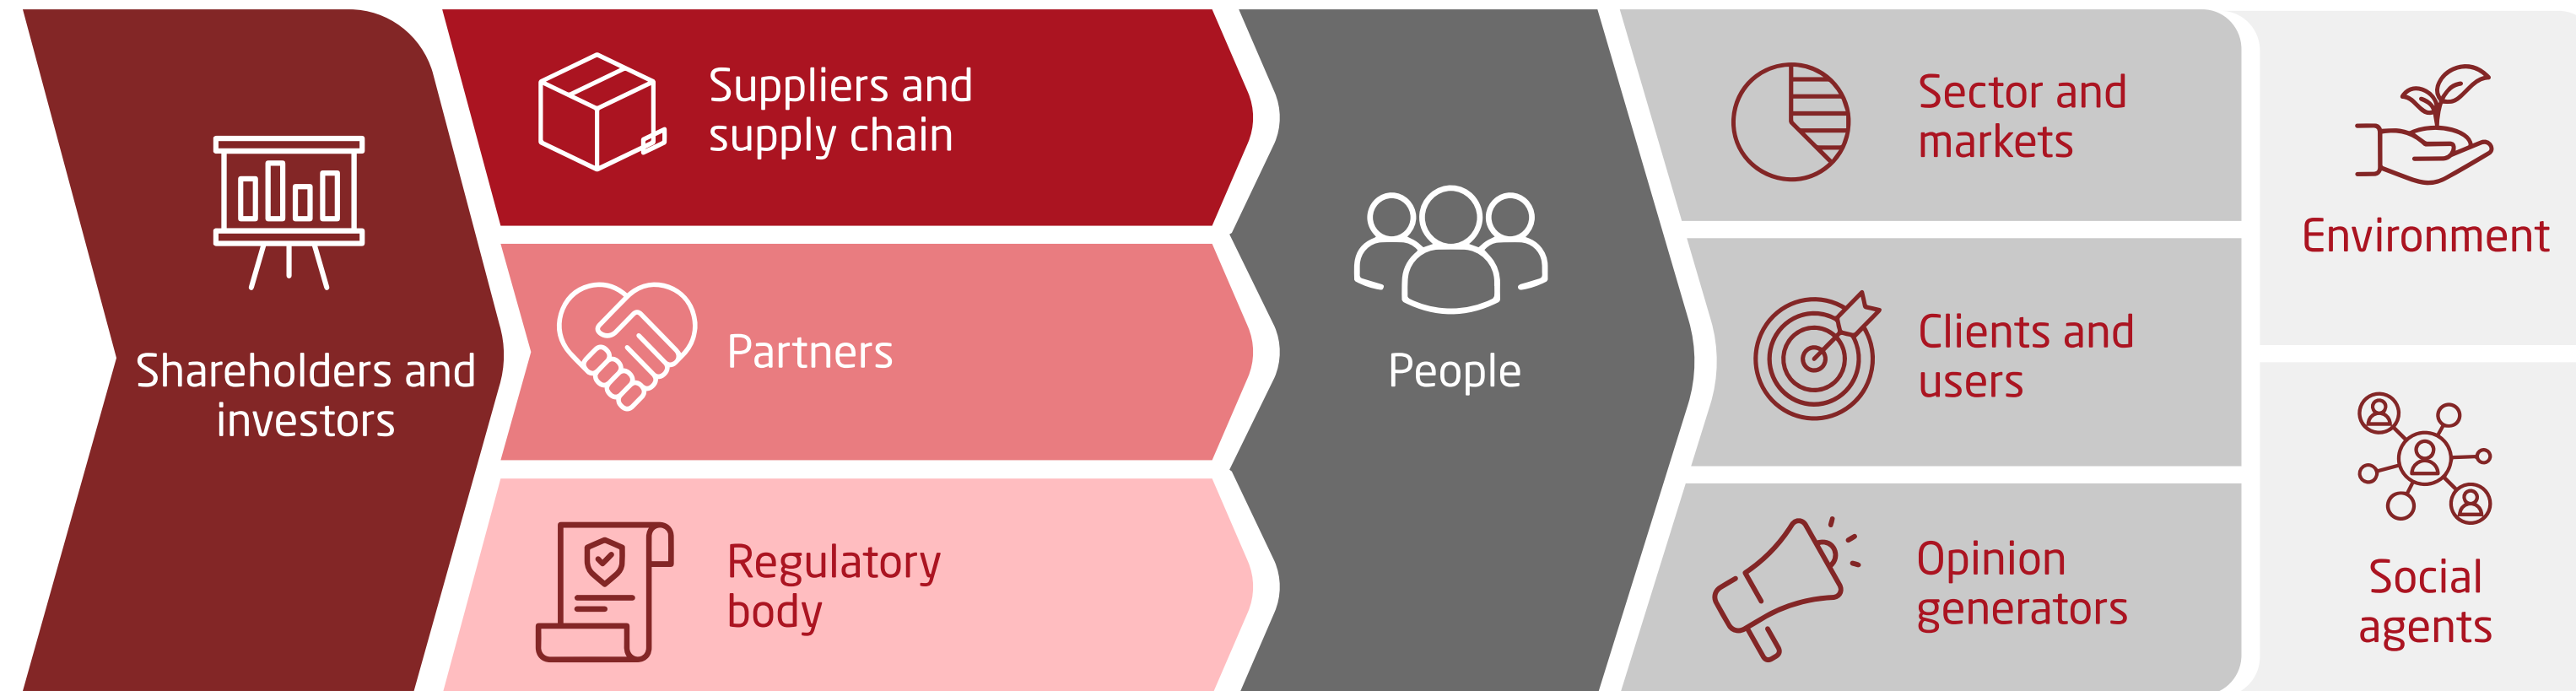 Shareholders and
investors
Suppliers and
supply chain
Partners
Regulatory
body
People
Sector and
markets
Clients and
users
Opinion
generators
Environment
Social
agents